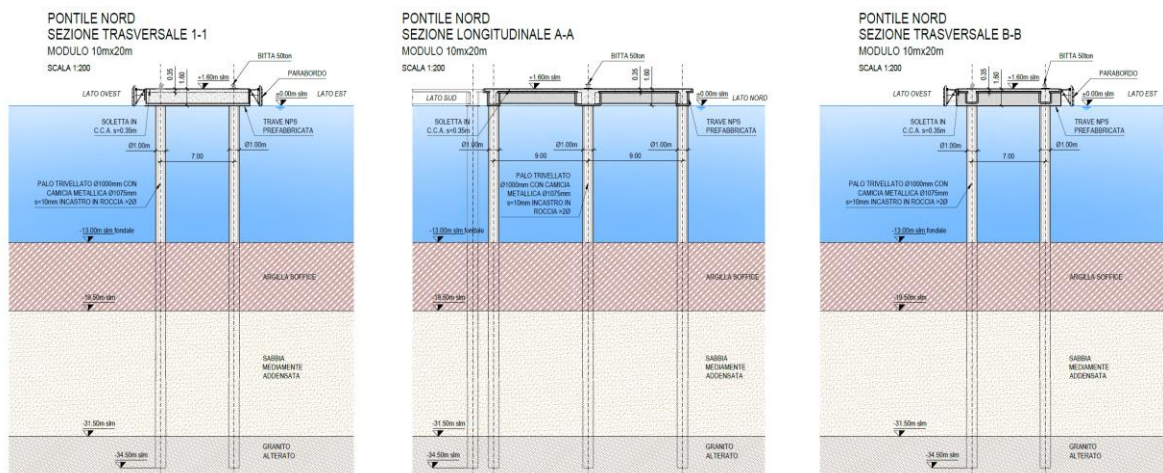 PONTILE NORD
SEZIONE TRASVERSALE 1-1
MODULO 10mx20m
SCALA 1:200
BITTA 50ton
0.35
1.60
+1.60m slm
PARABORDO
LATO OVEST
LATO EST
±0.00m slm
SOLETTA IN
C.C.A. s=0.35m
TRAVE NPS
PREFABBRICATA
Ø1.00m
Ø1.00m
7.00
PALO TRIVELLATO Ø1000mm CON
CAMICIA METALLICA Ø1075mm
s=10mm INCASTRO IN ROCCIA >2Ø
-13.00m slm fondale
ARGILLA SOFFICE
-19.50m slm
SABBIA
MEDIAMENTE
ADDENSATA
-31.50m slm
GRANITO
ALTERATO
-34.50m slm
PONTILE NORD
SEZIONE LONGITUDINALE A-A
MODULO 10mx20m
SCALA 1:200
BITTA 50ton
0.35
1.60
+1.60m slm
±0.00m slm
LATO SUD
LATO NORD
SOLETTA IN
C.C.A. s=0.35m
TRAVE NPS
PREFABBRICATA
Ø1.00m
Ø1.00m
Ø1.00m
9.00
9.00
PALO TRIVELLATO
Ø1000mm CON CAMICIA
METALLICA Ø1075mm
s=10mm INCASTRO IN
ROCCIA >2Ø
-13.00m slm fondale
ARGILLA SOFFICE
-19.50m slm
SABBIA
MEDIAMENTE
ADDENSATA
-31.50m slm
GRANITO
ALTERATO
-34.50m slm
PONTILE NORD
SEZIONE TRASVERSALE B-B
MODULO 10mx20m
SCALA 1:200
BITTA 50ton
0.35
1.60
+1.60m slm
PARABORDO
LATO OVEST
LATO EST
±0.00m slm
SOLETTA IN
C.C.A. s=0.35m
TRAVE NPS
PREFABBRICATA
Ø1.00m
Ø1.00m
7.00
PALO TRIVELLATO Ø1000mm CON
CAMICIA METALLICA Ø1075mm
s=10mm INCASTRO IN ROCCIA >2Ø
-13.00m slm fondale
ARGILLA SOFFICE
-19.50m slm
SABBIA
MEDIAMENTE
ADDENSATA
-31.50m slm
GRANITO
ALTERATO
-34.50m slm